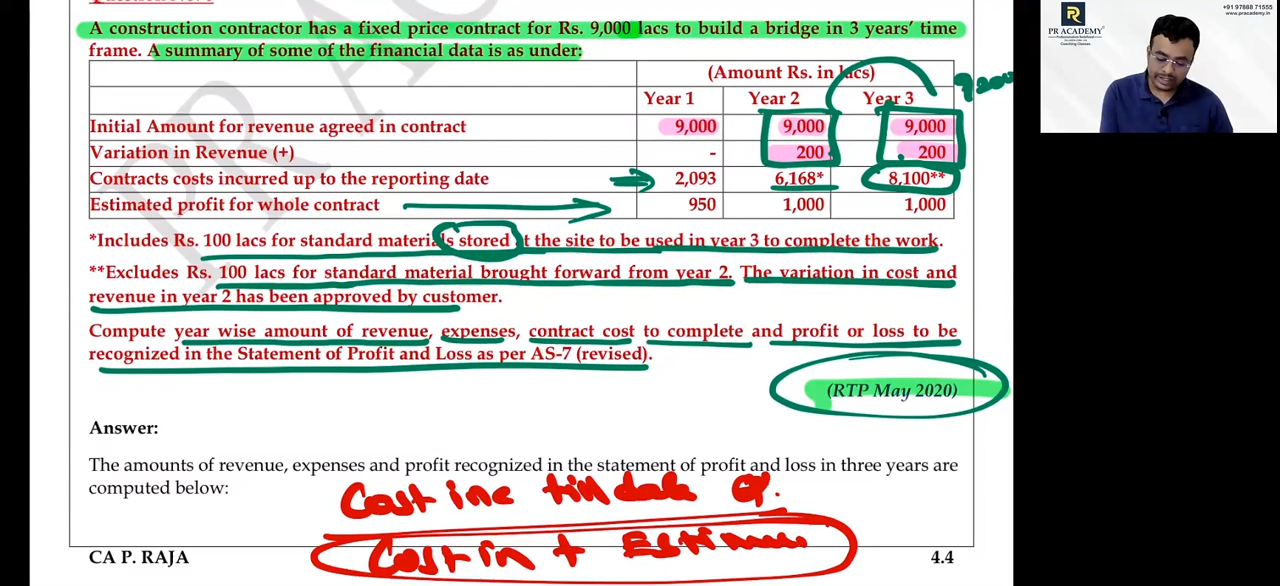 +91 97888 71555
www.pracademy.in
PR ACADEMY
A construction contractor has a fixed price contract for Rs. 9,000 lacs to build a bridge in 3 years' time
frame. A summary of some of the financial data is as under:
(Amount Rs. in lacs)
Year 1 Year 2 Year 3
9200
Initial Amount for revenue agreed in contract 9,000 9,000 9,000
Variation in Revenue (+) - 200 200
Contracts costs incurred up to the reporting date 2,093 6,168* 8,100**
Estimated profit for whole contract 950 1,000 1,000
*Includes Rs. 100 lacs for standard materials stored at the site to be used in year 3 to complete the work.
**Excludes Rs. 100 lacs for standard material brought forward from year 2. The variation in cost and
revenue in year 2 has been approved by customer.
Compute year wise amount of revenue, expenses, contract cost to complete and profit or loss to be
recognized in the Statement of Profit and Loss as per AS-7 (revised).
(RTP May 2020)
Answer:
The amounts of revenue, expenses and profit recognized in the statement of profit and loss in three years are
computed below:
Cost inc till date
Cost in +
CA P. RAJA 4.4